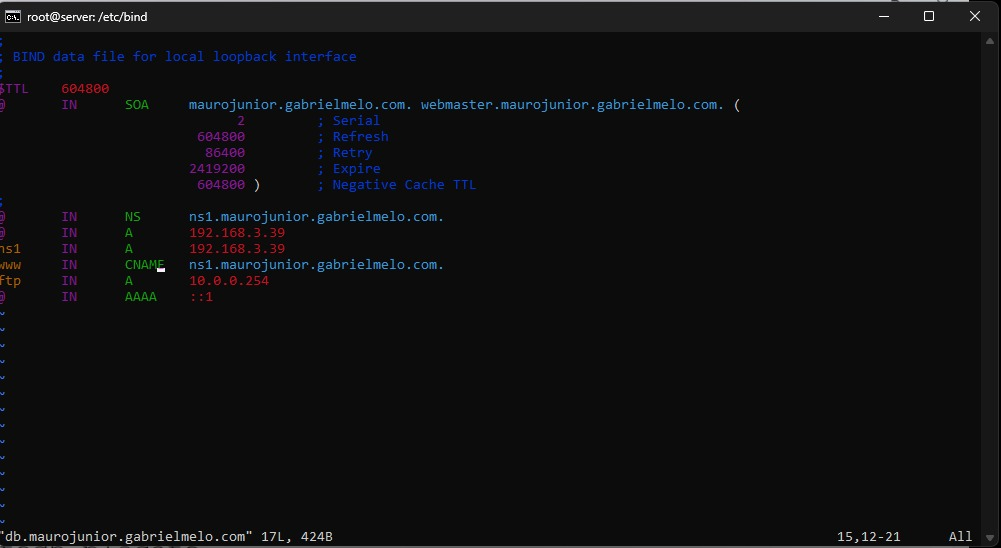 root@server: /etc/bind
;
; BIND data file for local loopback interface
;
$TTL 604800
@ IN SOA maurojunior.gabrielmelo.com. webmaster.maurojunior.gabrielmelo.com. (
2 ; Serial
604800 ; Refresh
86400 ; Retry
2419200 ; Expire
604800 ) ; Negative Cache TTL
;
@ IN NS ns1.maurojunior.gabrielmelo.com.
@ IN A 192.168.3.39
ns1 IN A 192.168.3.39
www IN CNAME ns1.maurojunior.gabrielmelo.com.
ftp IN A 10.0.0.254
@ IN AAAA ::1
~
~
~
~
~
~
~
~
~
~
~
~
~
~
"db.maurojunior.gabrielmelo.com" 17L, 424B 15,12-21 All